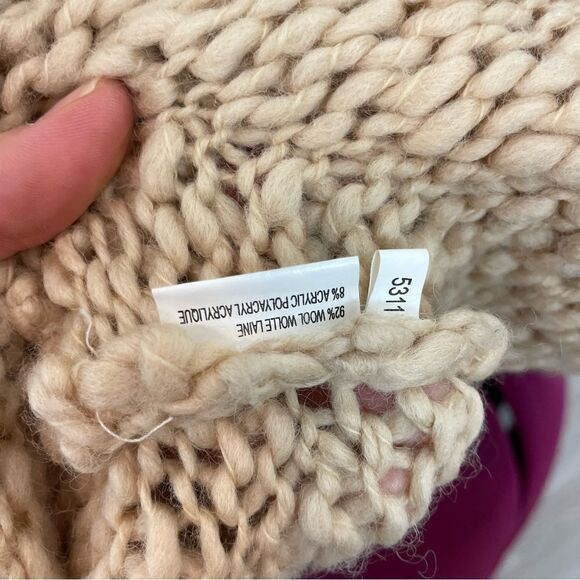 92% WOOL WOLLE LAINE
8% ACRYLIC POLYACRYL ACRYLIQUE
5311